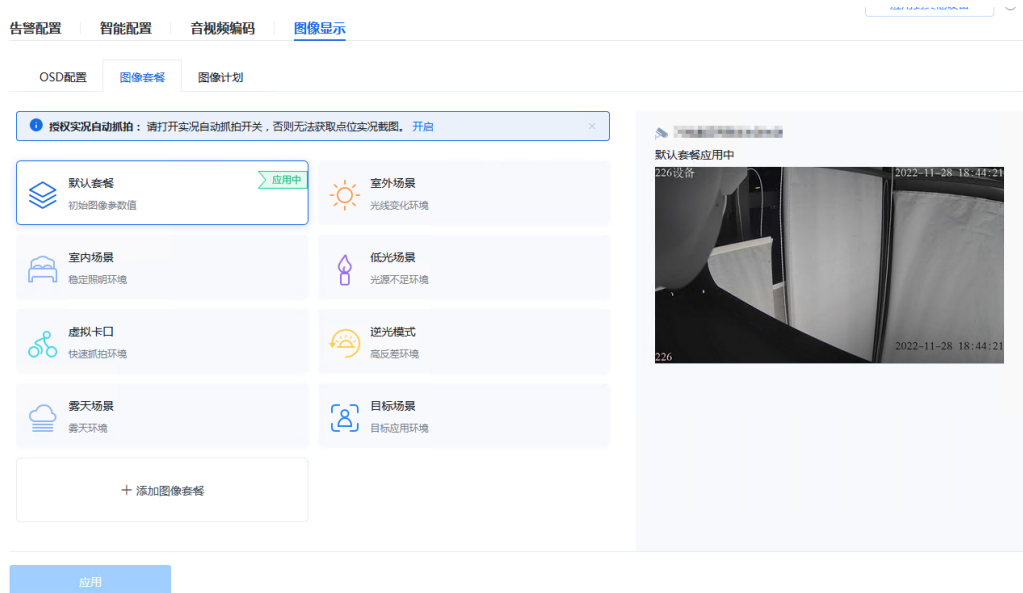 告警配置 智能配置 音视频编码 图像显示
OSD配置 图像套餐 图像计划
授权实况自动抓拍：请打开实况自动抓拍开关，否则无法获取点位实况截图。 开启
默认套餐 应用中
初始图像参数值
室外场景
光线变化环境
室内场景
稳定照明环境
低光场景
光源不足环境
虚拟卡口
快速抓拍环境
逆光模式
高反差环境
雾天场景
雾天环境
目标场景
目标应用环境
添加图像套餐
应用
默认套餐应用中
226设备 2022-11-28 18:44:21
2022-11-28 18:44:21
226